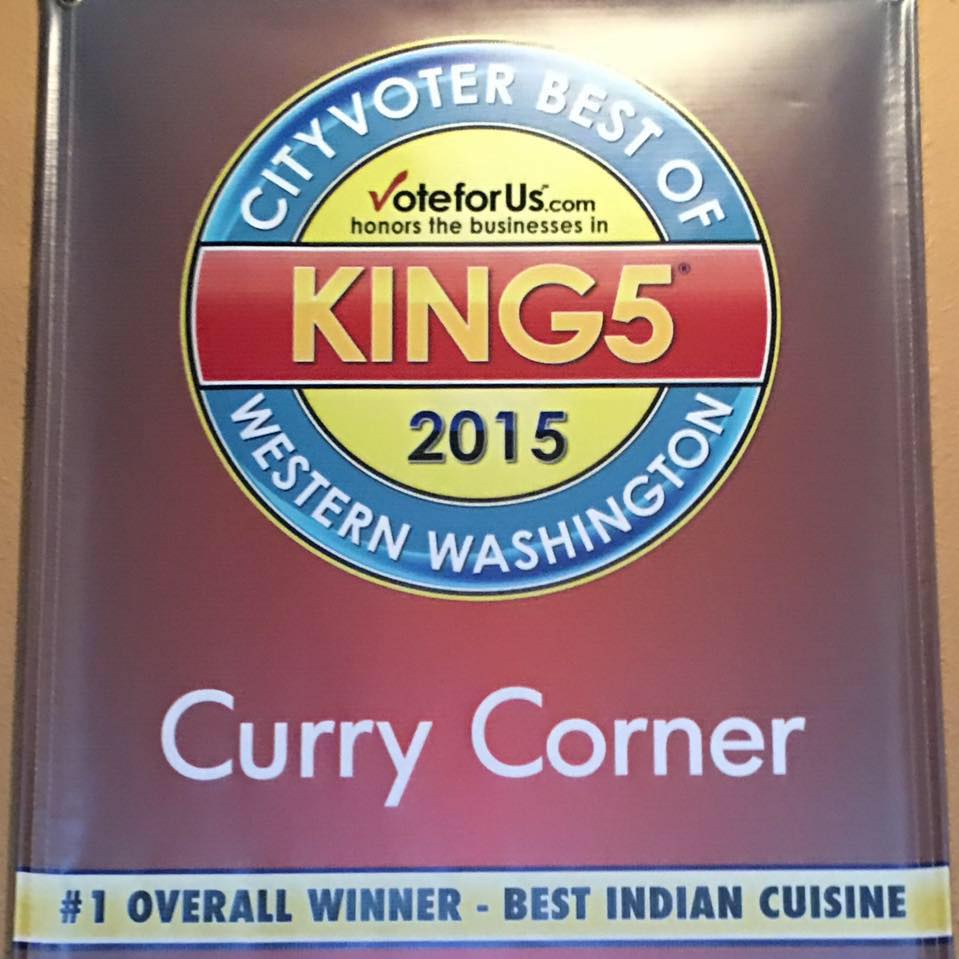 CITYVOTER BEST OF
VoteforUs.com
honors the businesses in
KING5®
2015
WESTERN WASHINGTON
Curry Corner
#1 OVERALL WINNER - BEST INDIAN CUISINE